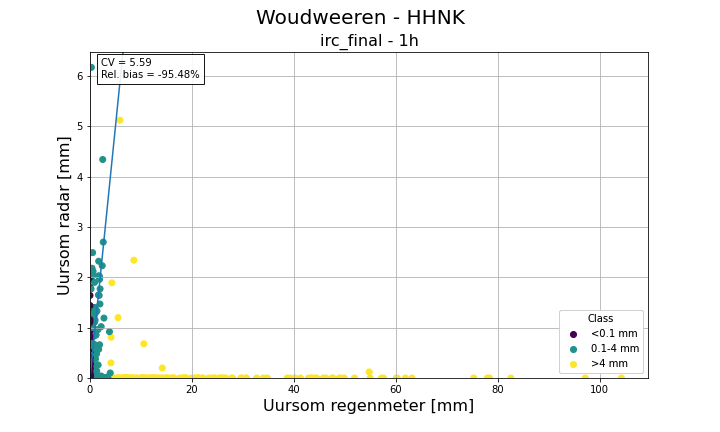 Woudweeren - HHNK
irc_final - 1h
CV = 5.59
Rel. bias = -95.48%
Uursom radar [mm]
6
5
4
3
2
1
0
0
20
40
60
80
100
Uursom regenmeter [mm]
Class
<0.1 mm
0.1-4 mm
>4 mm